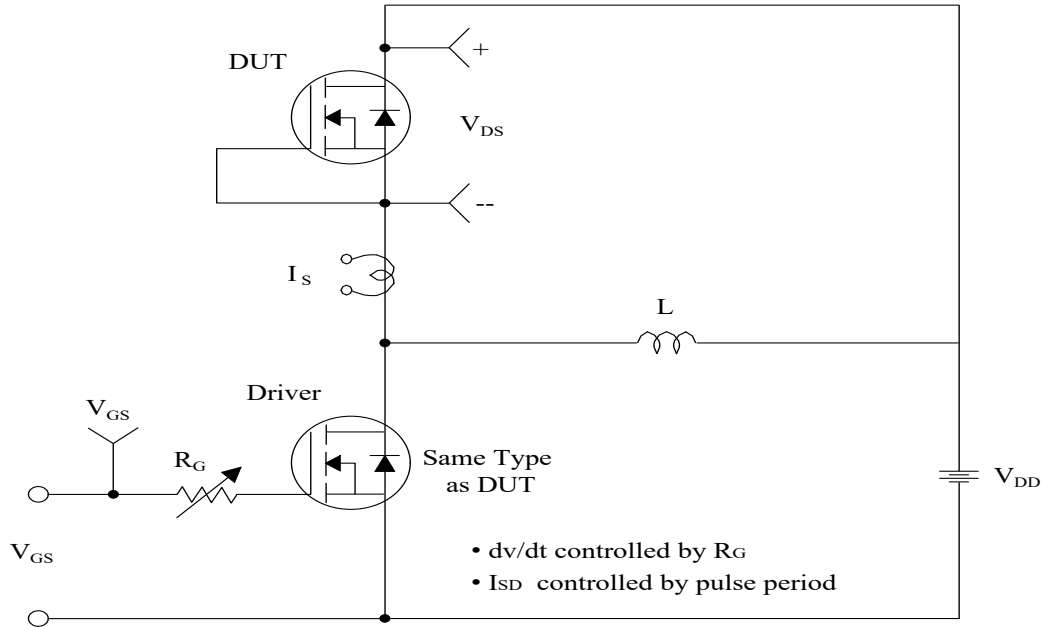 DUT
+
VDS
--
IS
L
Driver
VGS
RG
Same Type
as DUT
VDD
VGS
• dv/dt controlled by RG
• ISD controlled by pulse period